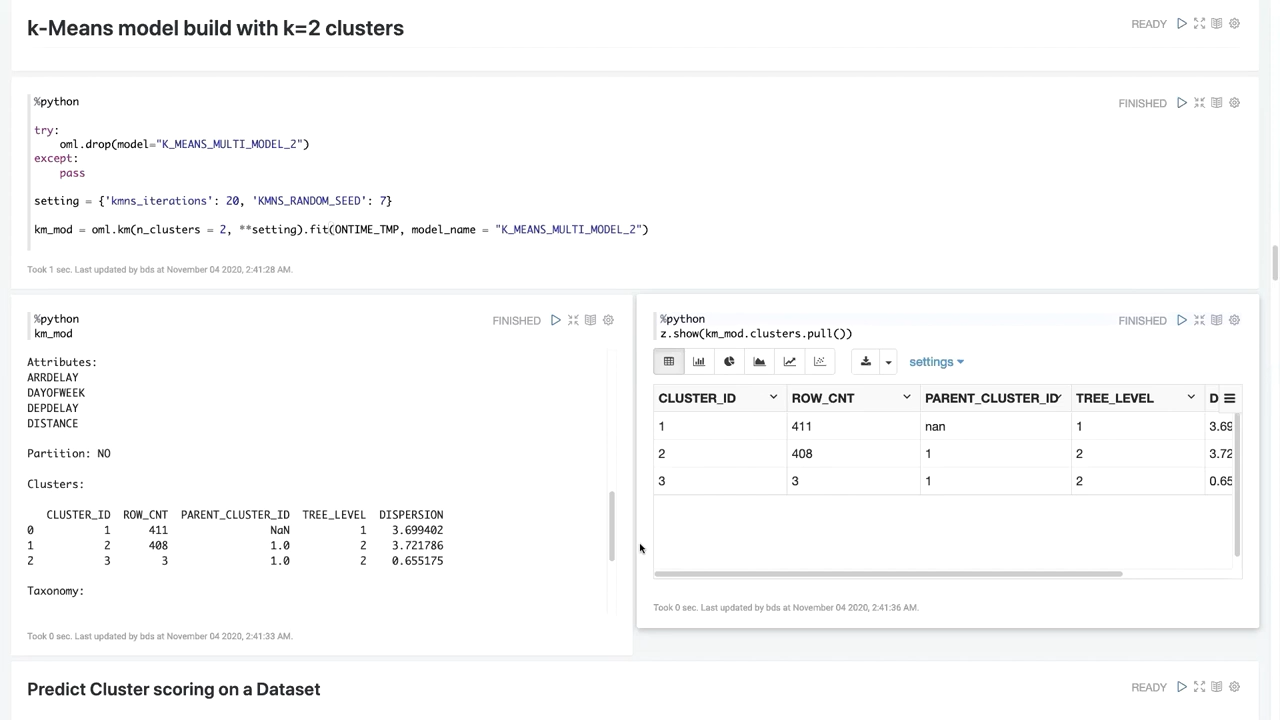 k-Means model build with k=2 clusters
READY
%python
FINISHED
try:
    oml.drop(model="K_MEANS_MULTI_MODEL_2")
except:
    pass
setting = {'kmns_iterations': 20, 'KMNS_RANDOM_SEED': 7}
km_mod = oml.km(n_clusters = 2, **setting).fit(ONTIME_TMP, model_name = "K_MEANS_MULTI_MODEL_2")
Took 1 sec. Last updated by bds at November 04 2020, 2:41:28 AM.
%python
FINISHED
km_mod
Attributes:
ARRDELAY
DAYOFWEEK
DEPDELAY
DISTANCE
Partition: NO
Clusters:
CLUSTER_ID ROW_CNT PARENT_CLUSTER_ID TREE_LEVEL DISPERSION
0 1 411 NaN 1 3.699402
1 2 408 1.0 2 3.721786
2 3 3 1.0 2 0.655175
Taxonomy:
Took 0 sec. Last updated by bds at November 04 2020, 2:41:33 AM.
%python
FINISHED
z.show(km_mod.clusters.pull())
settings
CLUSTER_ID ROW_CNT PARENT_CLUSTER_ID TREE_LEVEL D
1 411 nan 1 3.69
2 408 1 2 3.72
3 3 1 2 0.65
Took 0 sec. Last updated by bds at November 04 2020, 2:41:36 AM.
Predict Cluster scoring on a Dataset
READY